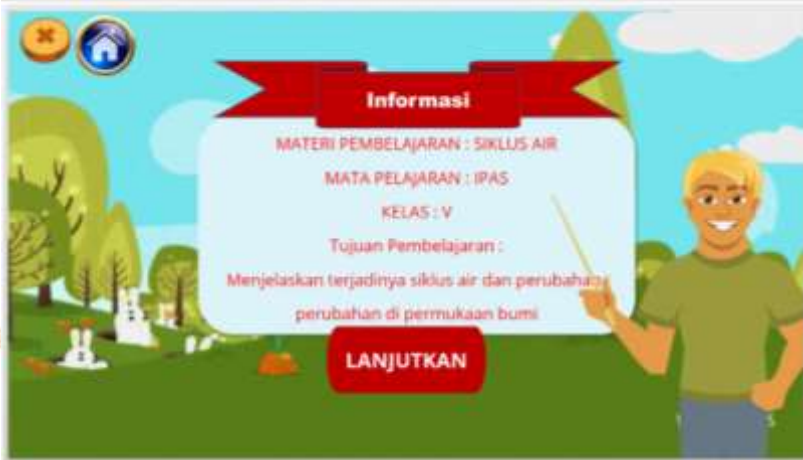 Informasi
MATERI PEMBELAJARAN : SIKLUS AIR
MATA PELAJARAN : IPAS
KELAS : V
Tujuan Pembelajaran :
Menjelaskan terjadinya siklus air dan perubahan
perubahan di permukaan bumi
LANJUTKAN